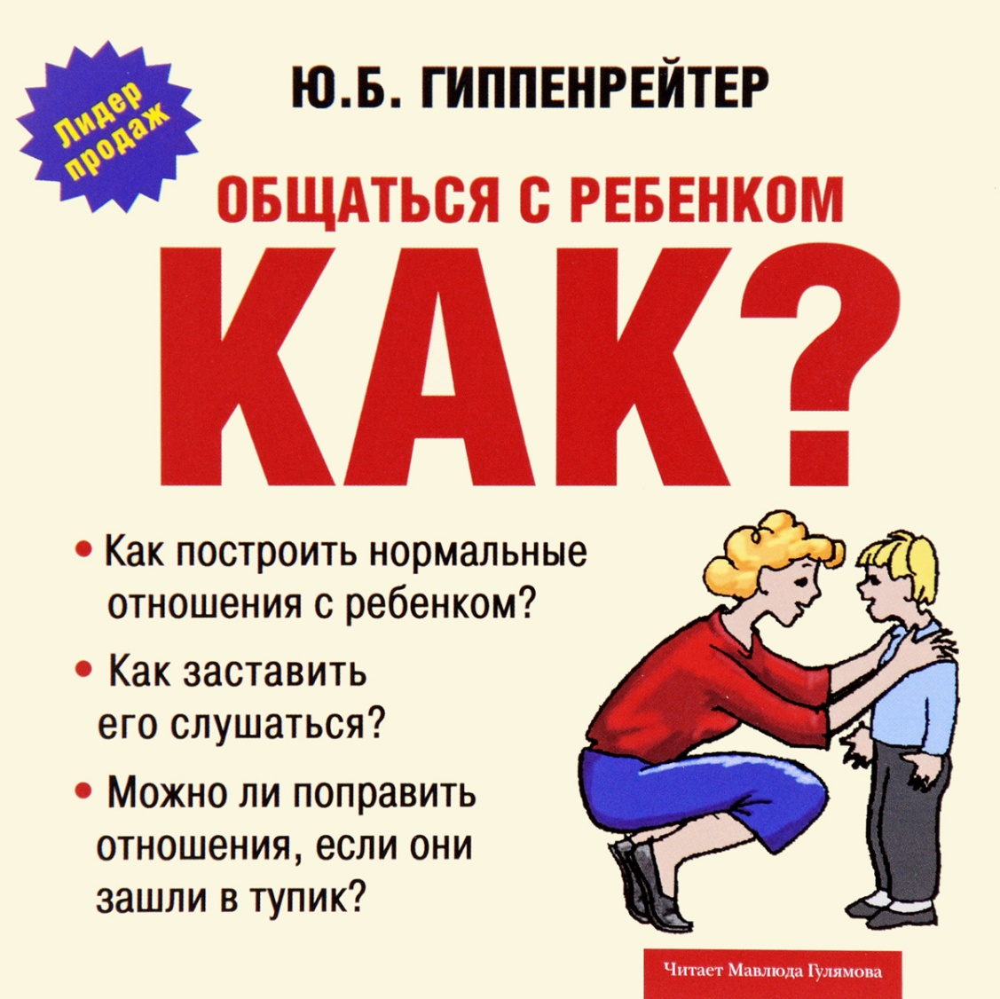 Лидер
продаж
Ю.Б. ГИППЕНРЕЙТЕР
ОБЩАТЬСЯ С РЕБЕНКОМ
КАК?
• Как построить нормальные
отношения с ребенком?
• Как заставить
его слушаться?
• Можно ли поправить
отношения, если они
зашли в тупик?
Читает Мавлюда Гулямова